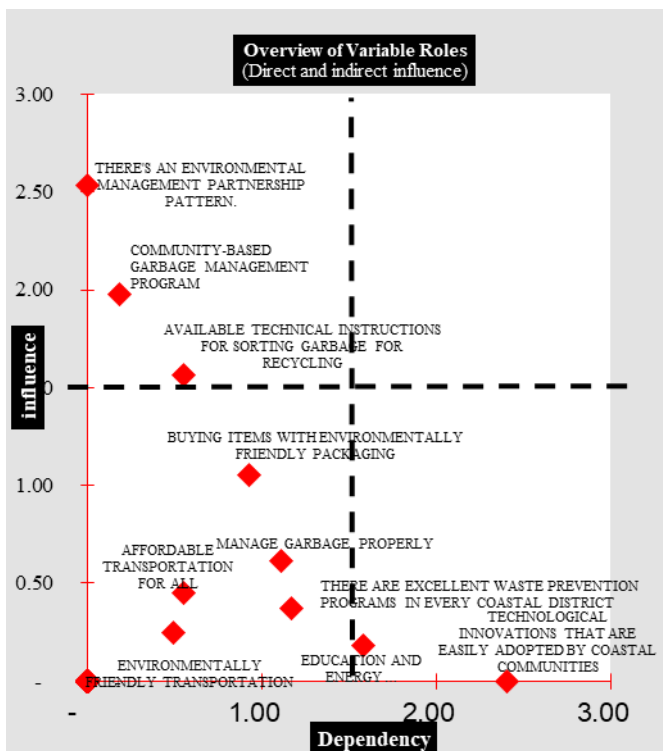 Overview of Variable Roles
(Direct and indirect influence)
3.00
THERE'S AN ENVIRONMENTAL
MANAGEMENT PARTNERSHIP
PATTERN.
2.50
COMMUNITY-BASED
GARBAGE MANAGEMENT
PROGRAM
2.00
AVAILABLE TECHNICAL INSTRUCTIONS
FOR SORTING GARBAGE FOR
RECYCLING
influence
0
BUYING ITEMS WITH ENVIRONMENTALLY
FRIENDLY PACKAGING
1.00
MANAGE GARBAGE PROPERLY
AFFORDABLE
TRANSPORTATION
FOR ALL
0.50
THERE ARE EXCELLENT WASTE PREVENTION
PROGRAMS IN EVERY COASTAL DISTRICT
TECHNOLOGICAL
INNOVATIONS THAT ARE
EASILY ADOPTED BY COASTAL
COMMUNITIES
EDUCATION AND
ENERGY...
ENVIRONMENTALLY
FRIENDLY TRANSPORTATION
-
- 1.00 2.00 3.00
Dependency